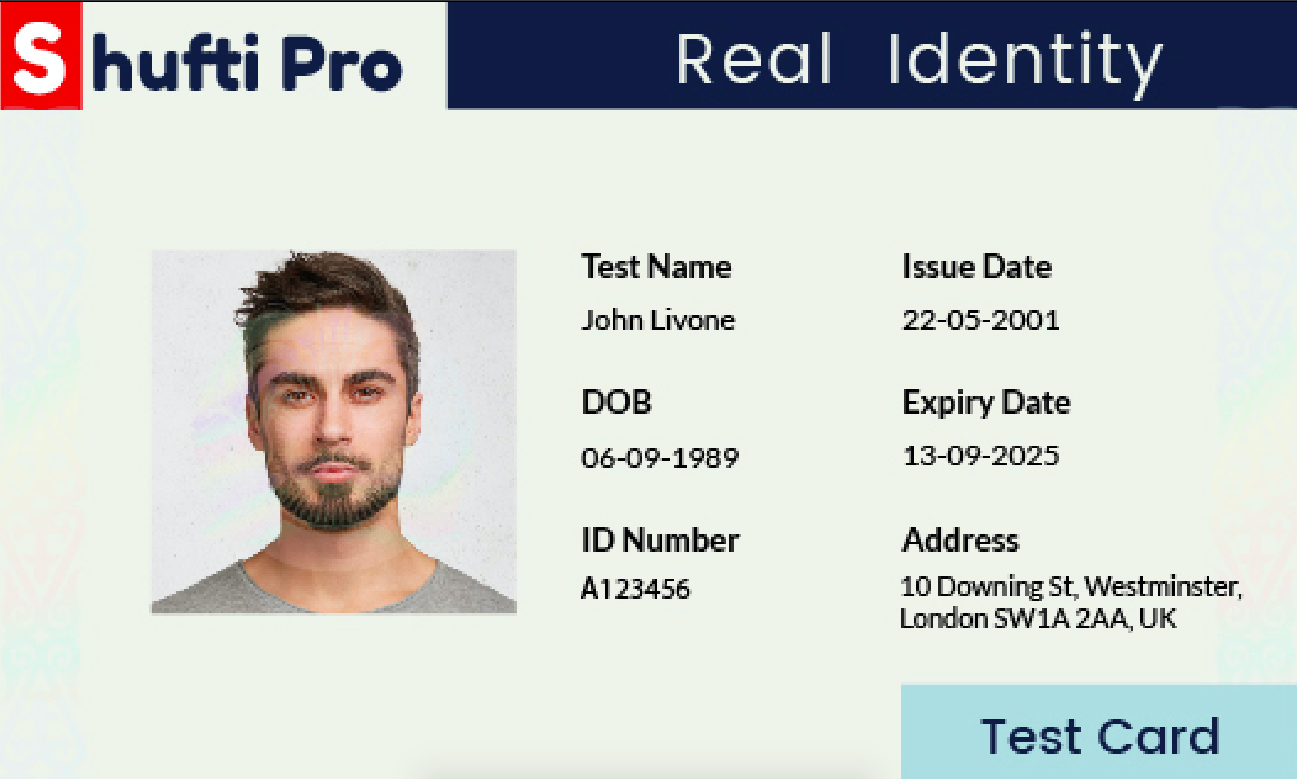 Shufti Pro
Real Identity
Test Name
John Livone
Issue Date
22-05-2001
DOB
06-09-1989
Expiry Date
13-09-2025
ID Number
A123456
Address
10 Downing St, Westminster,
London SW1A 2AA, UK
Test Card